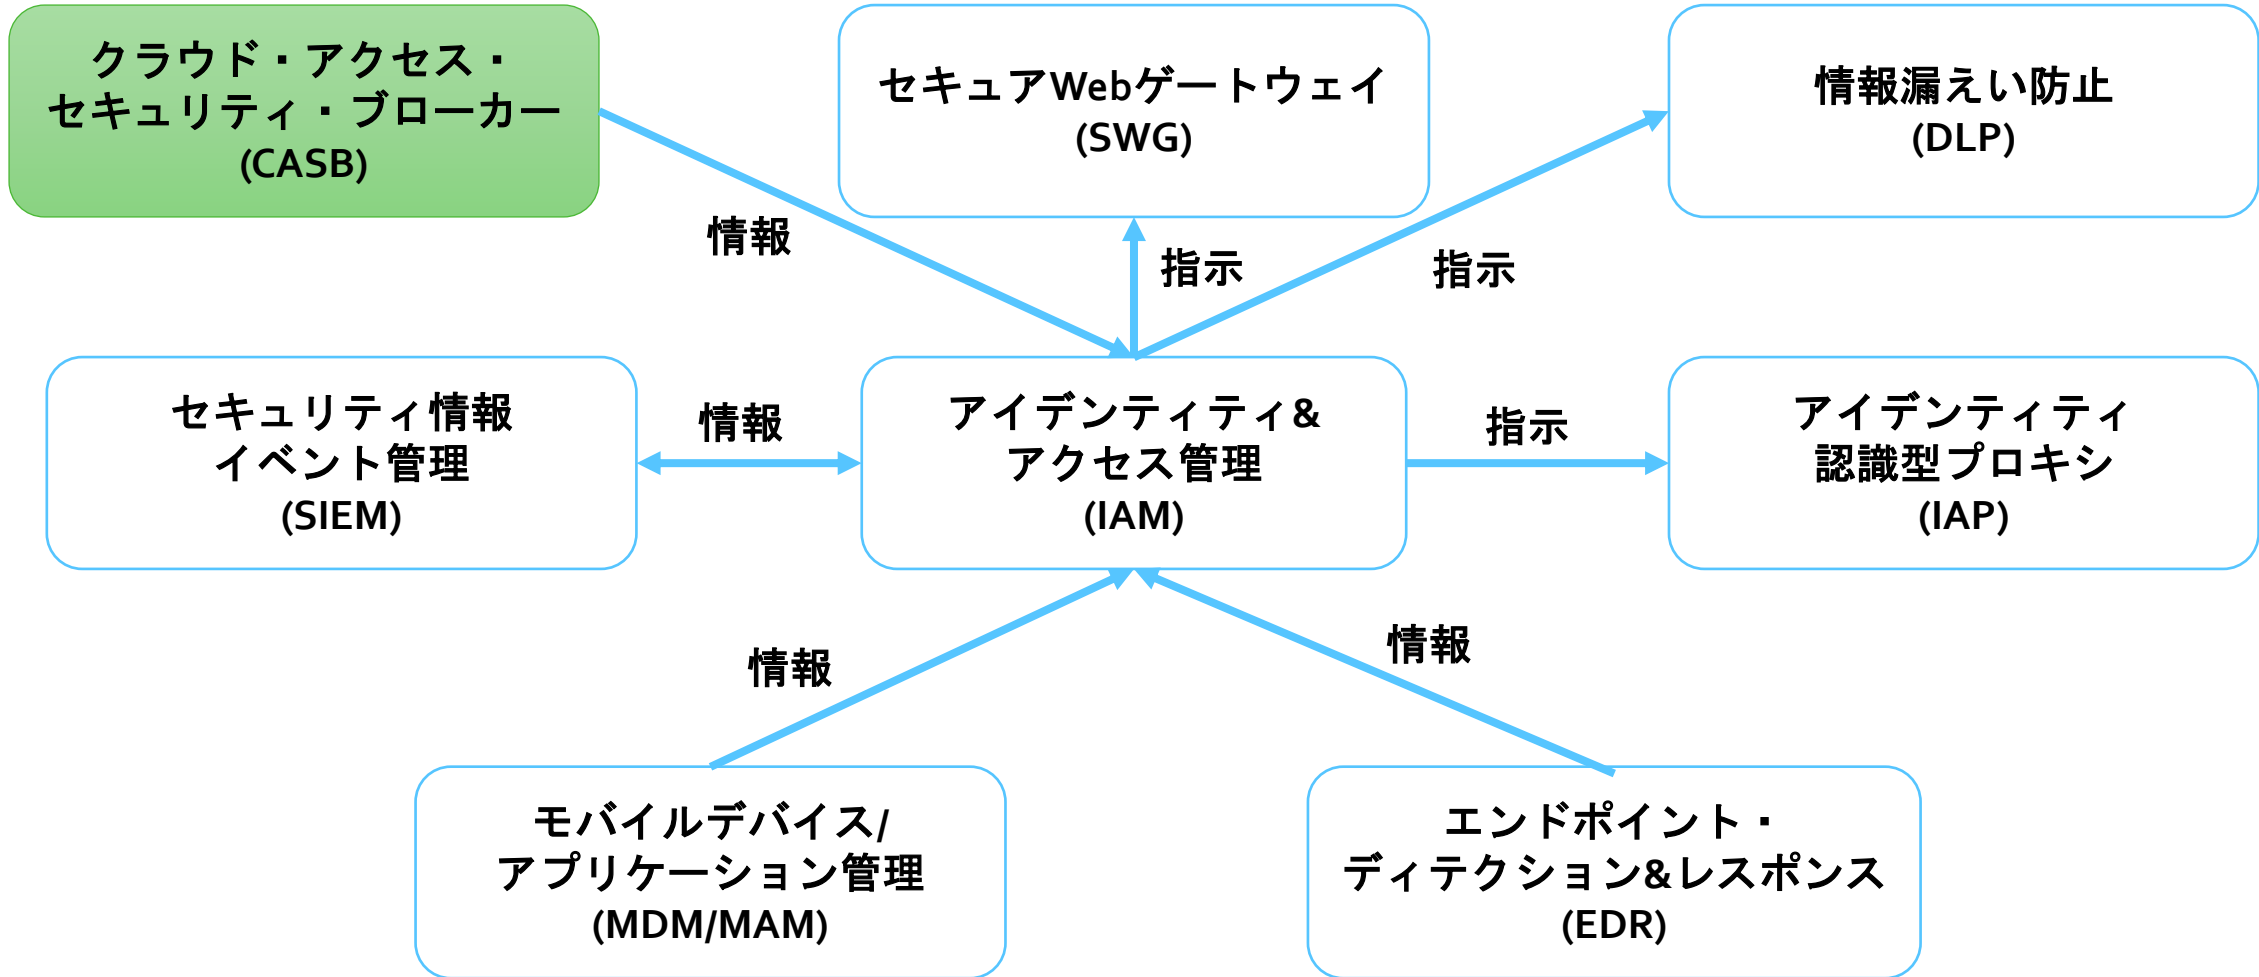 クラウド・アクセス・
セキュリティ・ブローカー
(CASB)
セキュアWebゲートウェイ
(SWG)
情報漏えい防止
(DLP)
情報
指示
指示
セキュリティ情報
イベント管理
(SIEM)
情報
アイデンティティ&
アクセス管理
(IAM)
指示
アイデンティティ
認識型プロキシ
(IAP)
情報
情報
モバイルデバイス/
アプリケーション管理
(MDM/MAM)
エンドポイント・
ディテクション&レスポンス
(EDR)